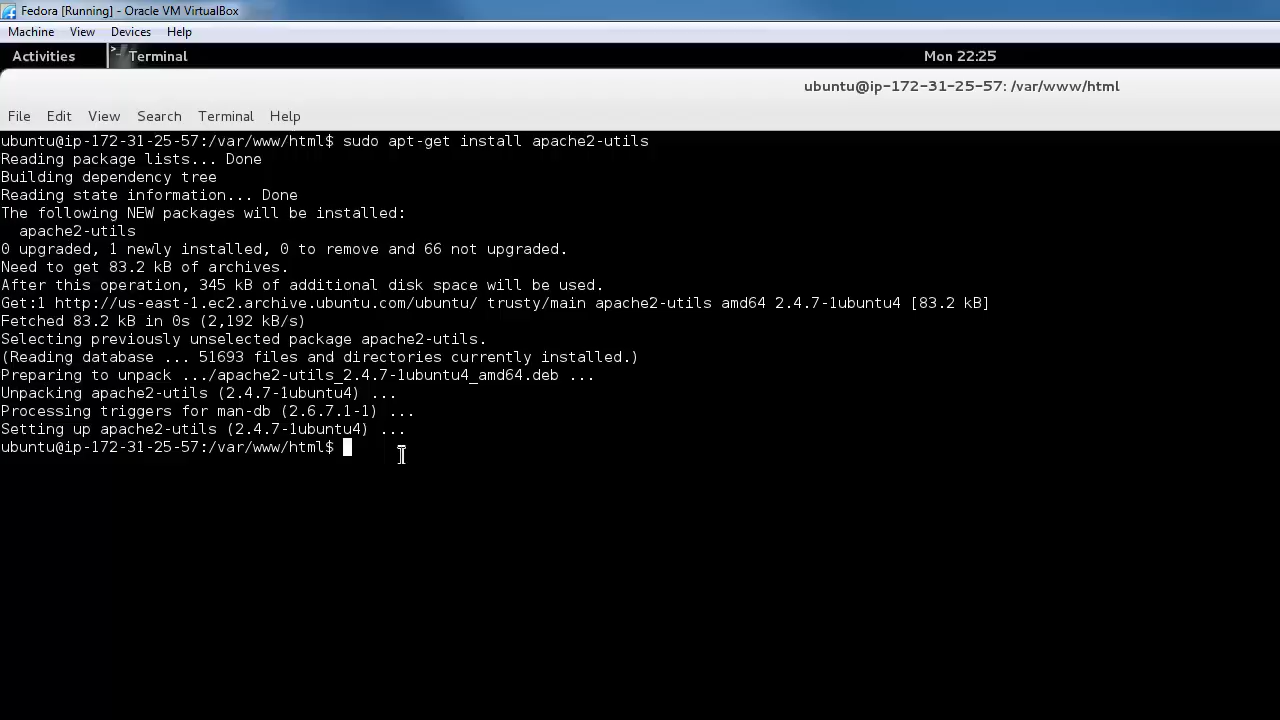 Fedora [Running] - Oracle VM VirtualBox
Machine View Devices Help
Activities >- Terminal Mon 22:25
ubuntu@ip-172-31-25-57: /var/www/html
File Edit View Search Terminal Help
ubuntu@ip-172-31-25-57:/var/www/html$ sudo apt-get install apache2-utils
Reading package lists... Done
Building dependency tree
Reading state information... Done
The following NEW packages will be installed:
  apache2-utils
0 upgraded, 1 newly installed, 0 to remove and 66 not upgraded.
Need to get 83.2 kB of archives.
After this operation, 345 kB of additional disk space will be used.
Get:1 http://us-east-1.ec2.archive.ubuntu.com/ubuntu/ trusty/main apache2-utils amd64 2.4.7-1ubuntu4 [83.2 kB]
Fetched 83.2 kB in 0s (2,192 kB/s)
Selecting previously unselected package apache2-utils.
(Reading database ... 51693 files and directories currently installed.)
Preparing to unpack .../apache2-utils_2.4.7-1ubuntu4_amd64.deb ...
Unpacking apache2-utils (2.4.7-1ubuntu4) ...
Processing triggers for man-db (2.6.7.1-1) ...
Setting up apache2-utils (2.4.7-1ubuntu4) ...
ubuntu@ip-172-31-25-57:/var/www/html$